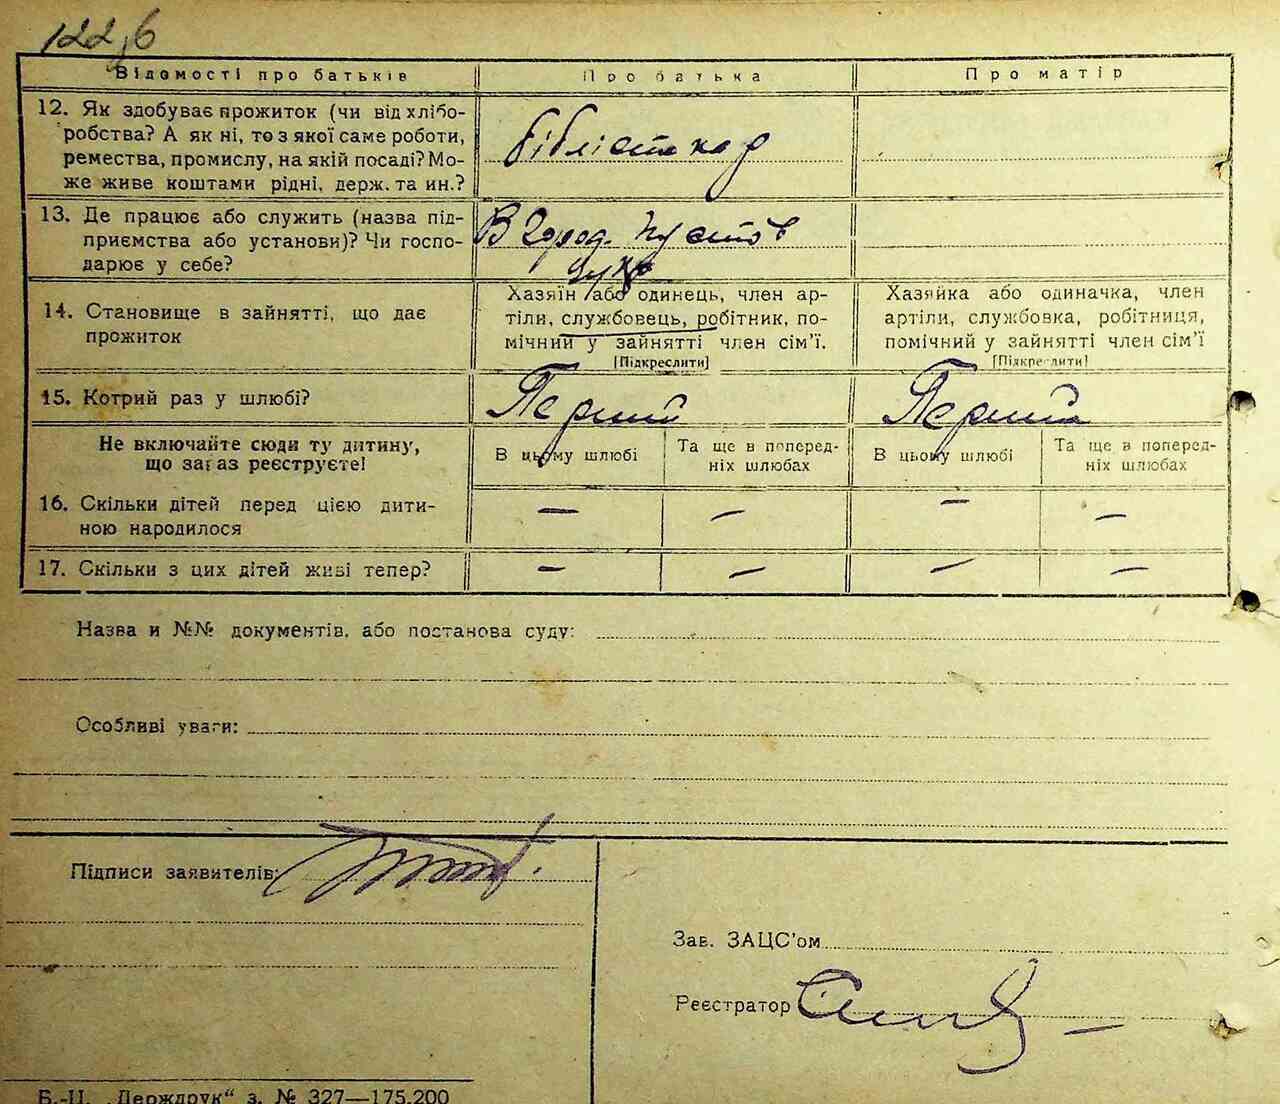 122,6
Відомості про батьків
Про батька
Про матір
12. Як здобуває прожиток (чи від хлібо-
робства? А як ні, то з якої саме роботи,
ремества, промислу, на якій посаді? Мо-
же живе коштами рідні, держ. та ин.?
бібліотекар
13. Де працює або служить (назва під-
приємства або установи)? Чи госпо-
дарює у себе?
В Город.
14. Становище в зайнятті, що дає
прожиток
Хазяїн або одинець, член ар-
тіли, службовець, робітник, по-
мічний у зайнятті член сім’ї.
[Підкреслити]
Хазяйка або одиначка, член
артіли, службовка, робітниця,
помічний у зайнятті член сім’ї
[Підкреслити]
15. Котрий раз у шлюбі?
Перший
Перший
Не включайте сюди ту дитину,
що зараз реєструєте!
В цьому шлюбі
Та ще в поперед-
ніх шлюбах
В цьому шлюбі
Та ще в поперед-
ніх шлюбах
16. Скільки дітей перед цією дити-
ною народилося
— — — —
17. Скільки з цих дітей живі тепер?
— — — —
Назва и №№ документів, або постанова суду:
Особливі уваги:
Підписи заявителів:
Зав. ЗАЦС’ом
Реєстратор
Б.-Ц. „Держдрук“ з. № 327—175.200